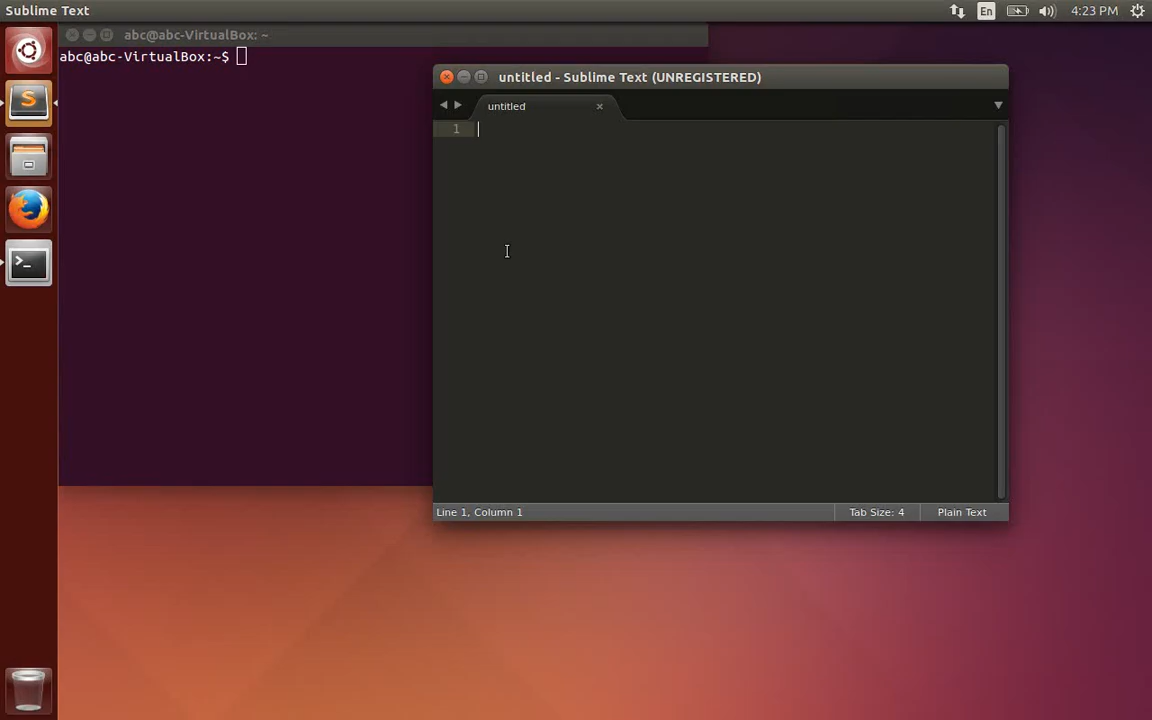 Sublime Text
En
4:23 PM
abc@abc-VirtualBox: ~
abc@abc-VirtualBox:~$
untitled - Sublime Text (UNREGISTERED)
untitled
1
Line 1, Column 1
Tab Size: 4
Plain Text